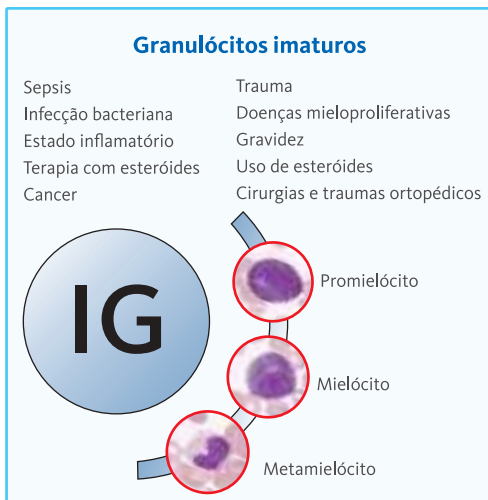 Granulócitos imaturos
Sepsis
Infecção bacteriana
Estado inflamatório
Terapia com esteróides
Cancer
Trauma
Doenças mieloproliferativas
Gravidez
Uso de esteróides
Cirurgias e traumas ortopédicos
IG
Promielócito
Mielócito
Metamielócito